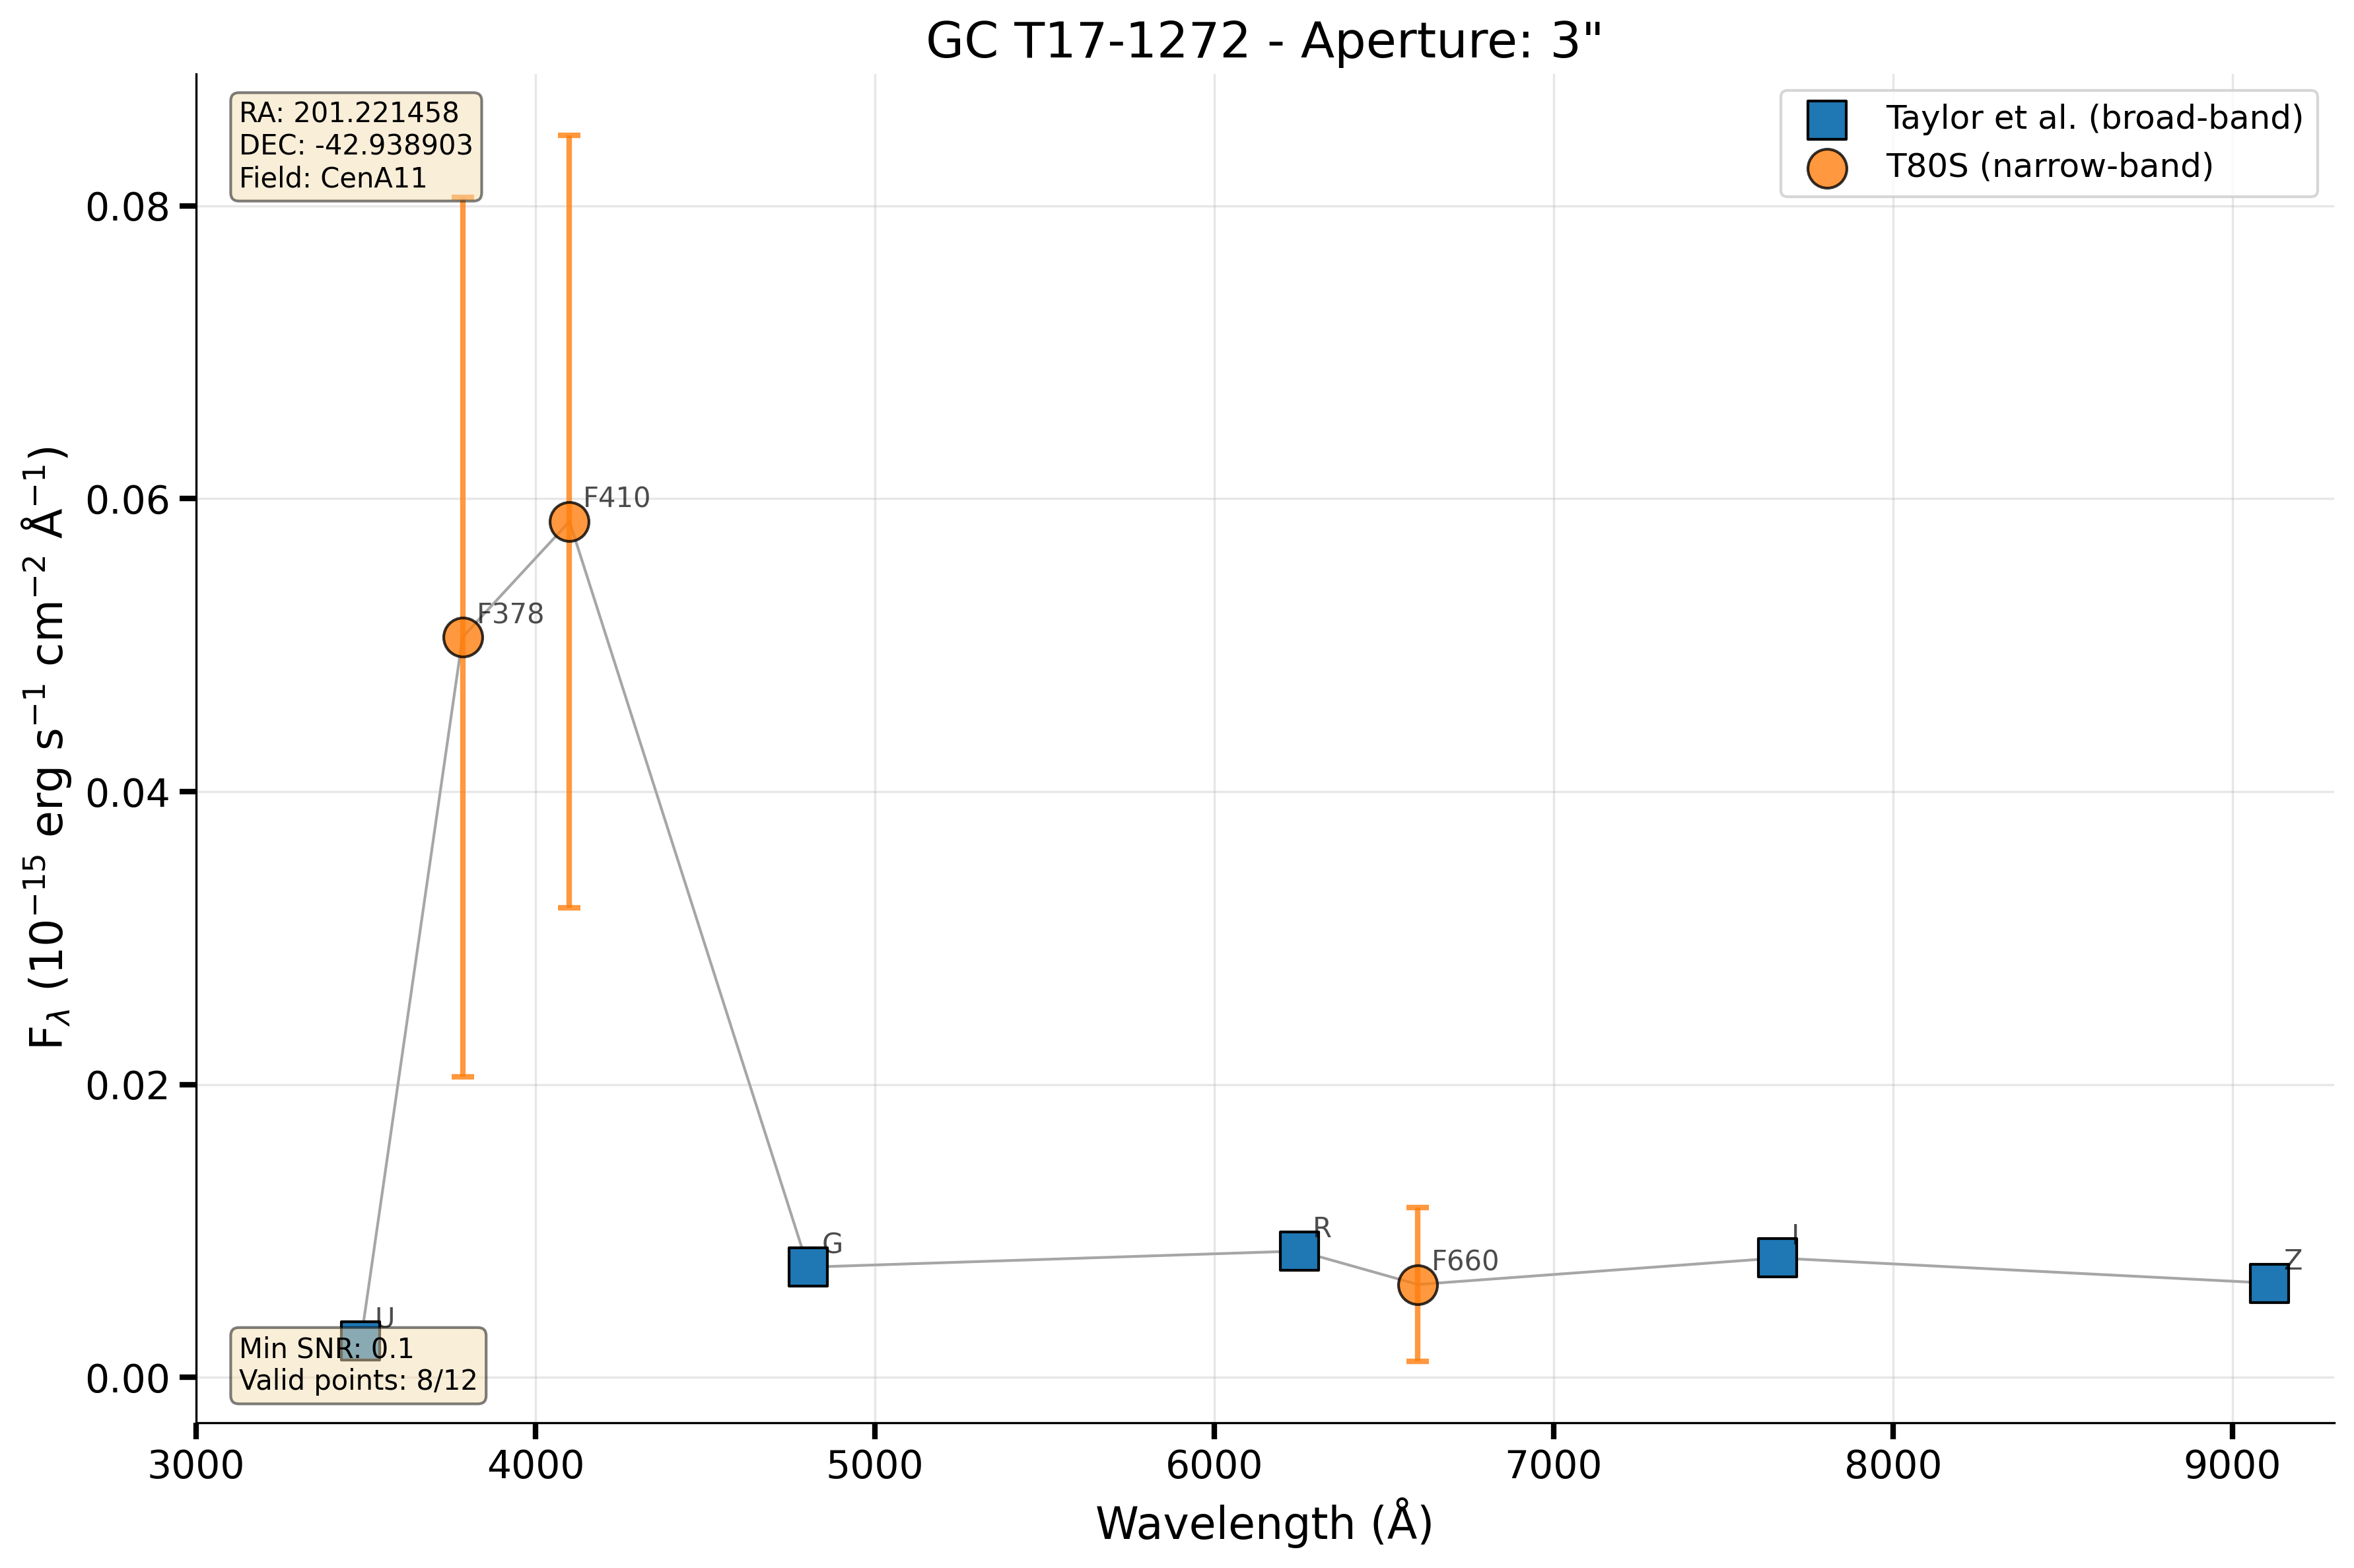 GC T17-1272 - Aperture: 3"
RA: 201.221458
DEC: -42.938903
Field: CenA11
Taylor et al. (broad-band)
T80S (narrow-band)
F_λ (10⁻¹⁵ erg s⁻¹ cm⁻² Å⁻¹)
0.08
0.06
0.04
0.02
0.00
F410
F378
U
G
R
F660
I
Z
Min SNR: 0.1
Valid points: 8/12
3000 4000 5000 6000 7000 8000 9000
Wavelength (Å)